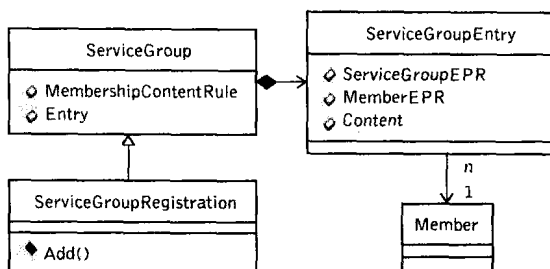 ServiceGroup
MembershipContentRule
Entry
ServiceGroupEntry
ServiceGroupEPR
MemberEPR
Content
n
1
ServiceGroupRegistration
Add()
Member